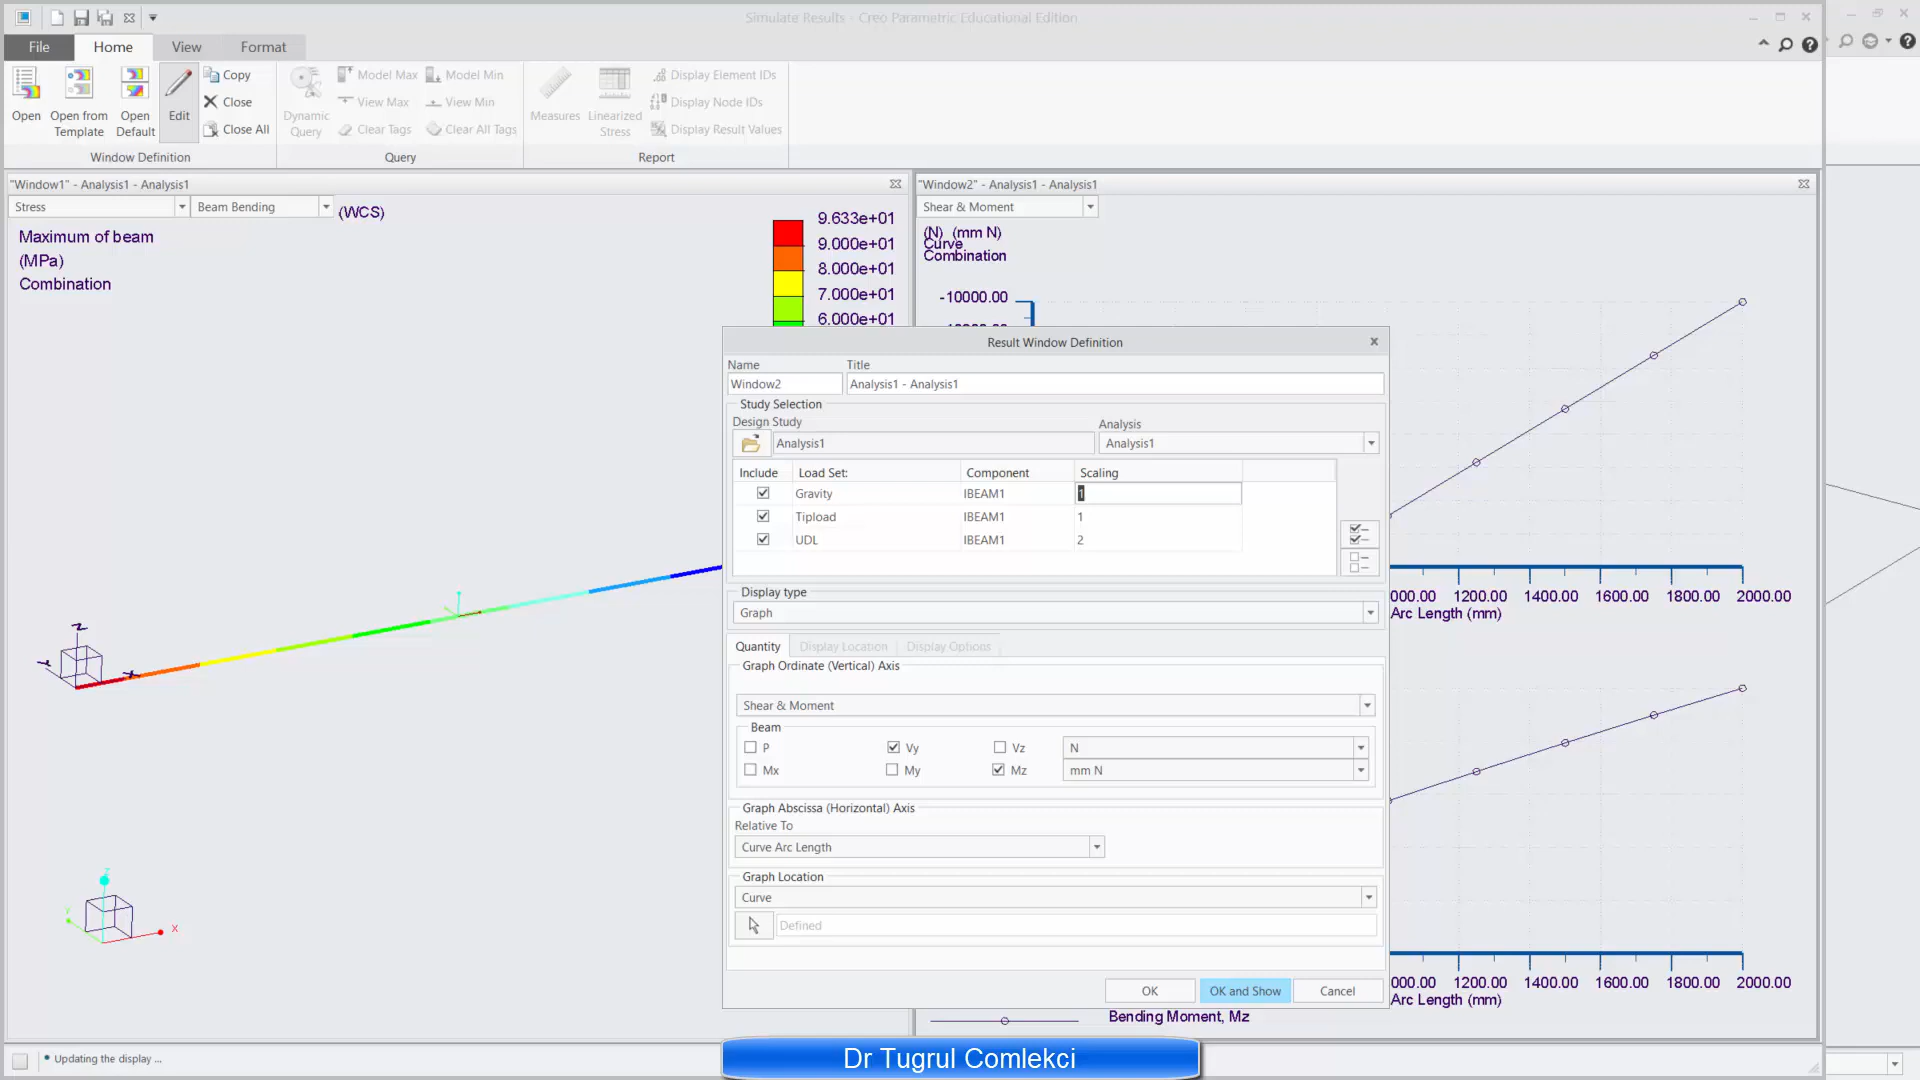 Simulate Results - Creo Parametric Educational Edition
File Home View Format
Open
Open from Template
Open Default
Edit
Copy
Close
Close All
Window Definition
Dynamic Query
Model Max Model Min
View Max View Min
Clear Tags Clear All Tags
Query
Measures
Linearized Stress
Display Element IDs
Display Node IDs
Display Result Values
Report
"Window1" - Analysis1 - Analysis1
Stress Beam Bending (WCS)
Maximum of beam
(MPa)
Combination
9.633e+01
9.000e+01
8.000e+01
7.000e+01
6.000e+01
Z
Y
X
Z
Y
X
"Window2" - Analysis1 - Analysis1
Shear & Moment
(N) (mm N)
Curve
Combination
-10000.00
Result Window Definition
Name Title
Window2 Analysis1 - Analysis1
Study Selection
Design Study Analysis
Analysis1 Analysis1
Include Load Set: Component Scaling
Gravity IBEAM1 1
Tipload IBEAM1 1
UDL IBEAM1 2
Display type
Graph
Quantity Display Location Display Options
Graph Ordinate (Vertical) Axis
Shear & Moment
Beam
P Vy Vz N
Mx My Mz mm N
Graph Abscissa (Horizontal) Axis
Relative To
Curve Arc Length
Graph Location
Curve
Defined
OK OK and Show Cancel
000.00 1200.00 1400.00 1600.00 1800.00 2000.00
Arc Length (mm)
000.00 1200.00 1400.00 1600.00 1800.00 2000.00
Arc Length (mm)
Bending Moment, Mz
Updating the display ...
Dr Tugrul Comlekci